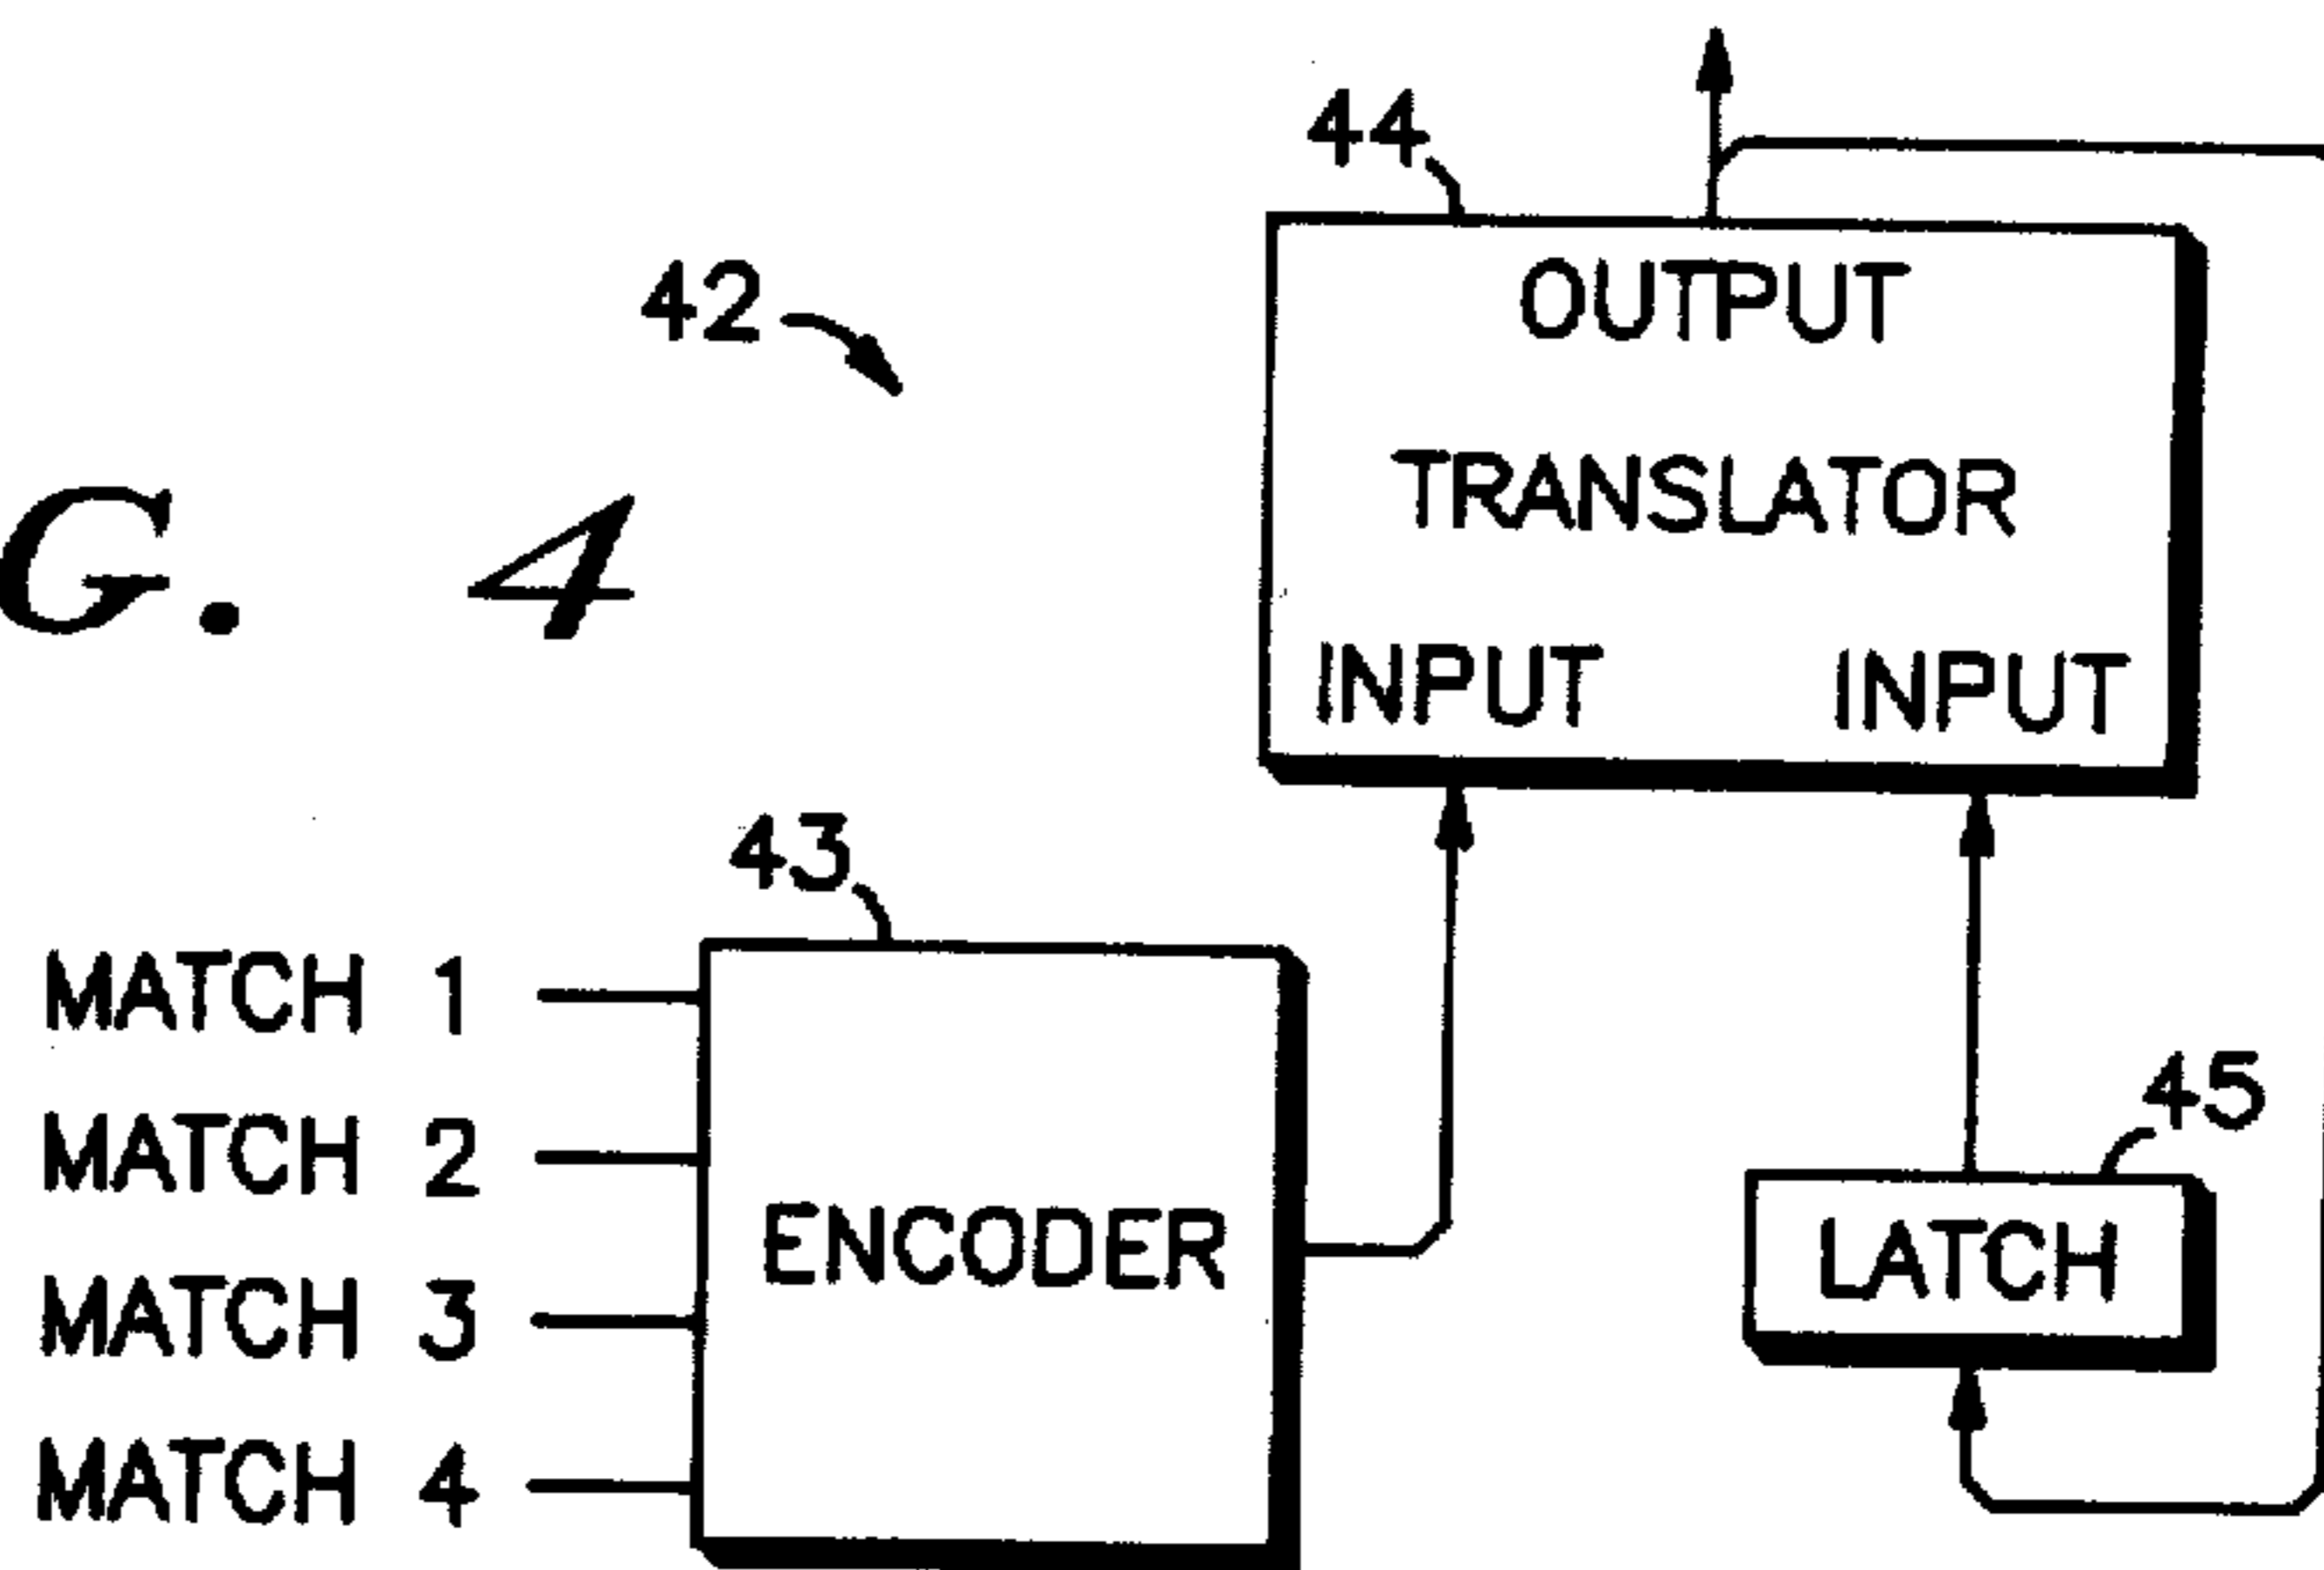 44
42
OUTPUT
TRANSLATOR
G. 4
INPUT INPUT
43
MATCH 1
45
MATCH 2
ENCODER
LATCH
MATCH 3
MATCH 4